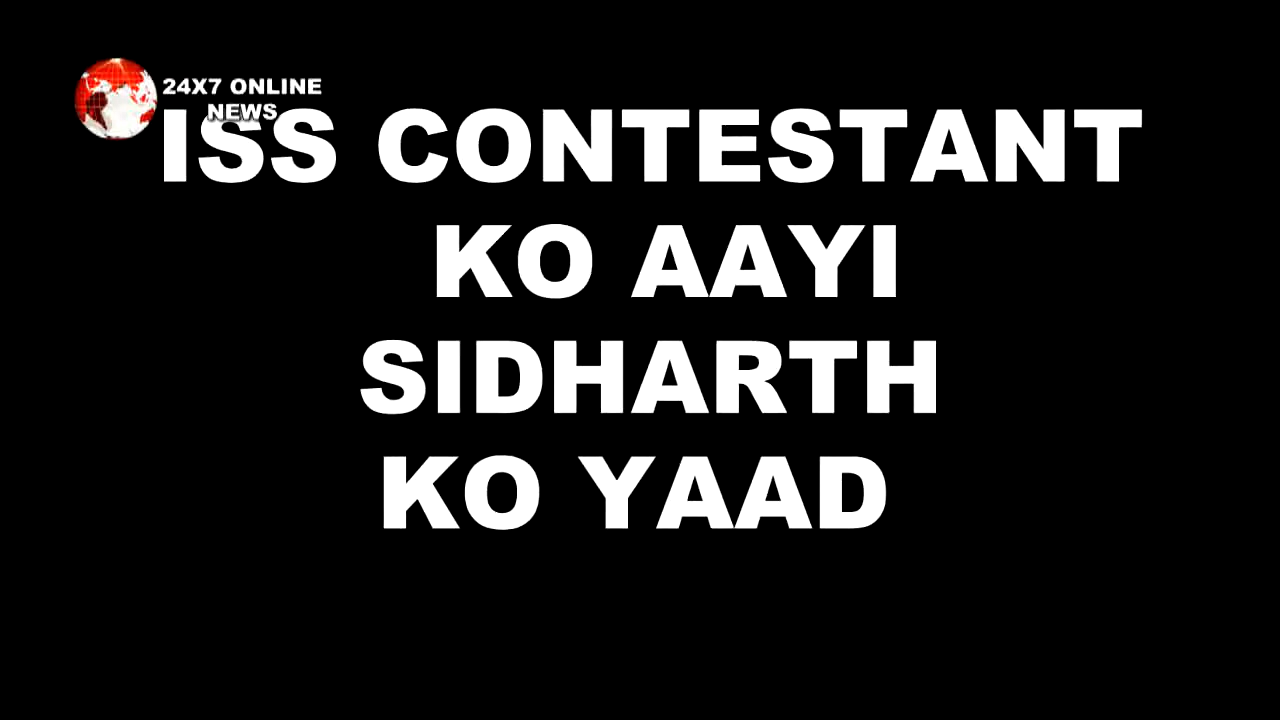 24X7 ONLINE
NEWS
ISS CONTESTANT
KO AAYI
SIDHARTH
KO YAAD